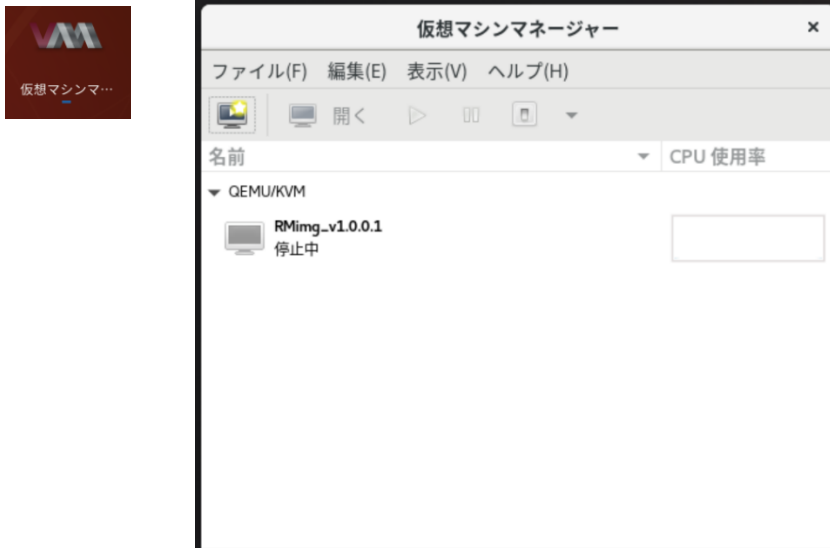 VMM
仮想マシンマ…
仮想マシンマネージャー ×
ファイル(F) 編集(E) 表示(V) ヘルプ(H)
開く
名前 CPU 使用率
QEMU/KVM
RMimg_v1.0.0.1
停止中